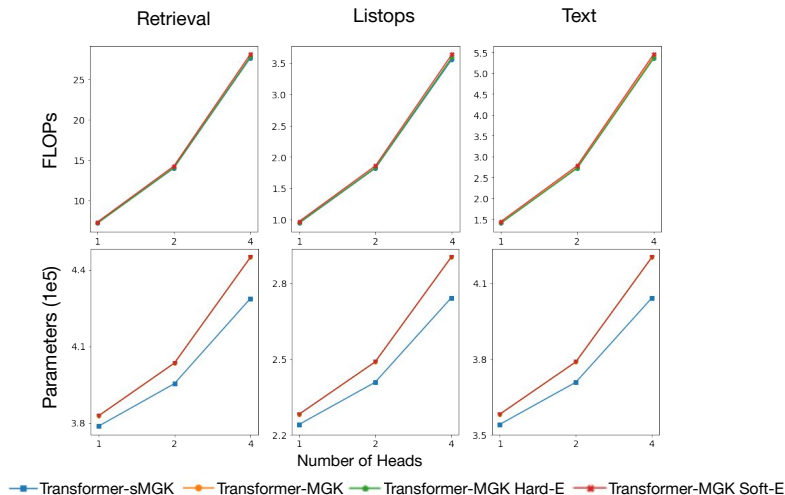 Retrieval Listops Text
FLOPs
25
20
15
10
1 2 4
3.5
3.0
2.5
2.0
1.5
1.0
1 2 4
5.5
5.0
4.5
4.0
3.5
3.0
2.5
2.0
1.5
1 2 4
Parameters (1e5)
4.4
4.1
3.8
1 2 4
2.8
2.5
2.2
1 2 4
4.1
3.8
3.5
1 2 4
Number of Heads
Transformer-sMGK Transformer-MGK Transformer-MGK Hard-E Transformer-MGK Soft-E